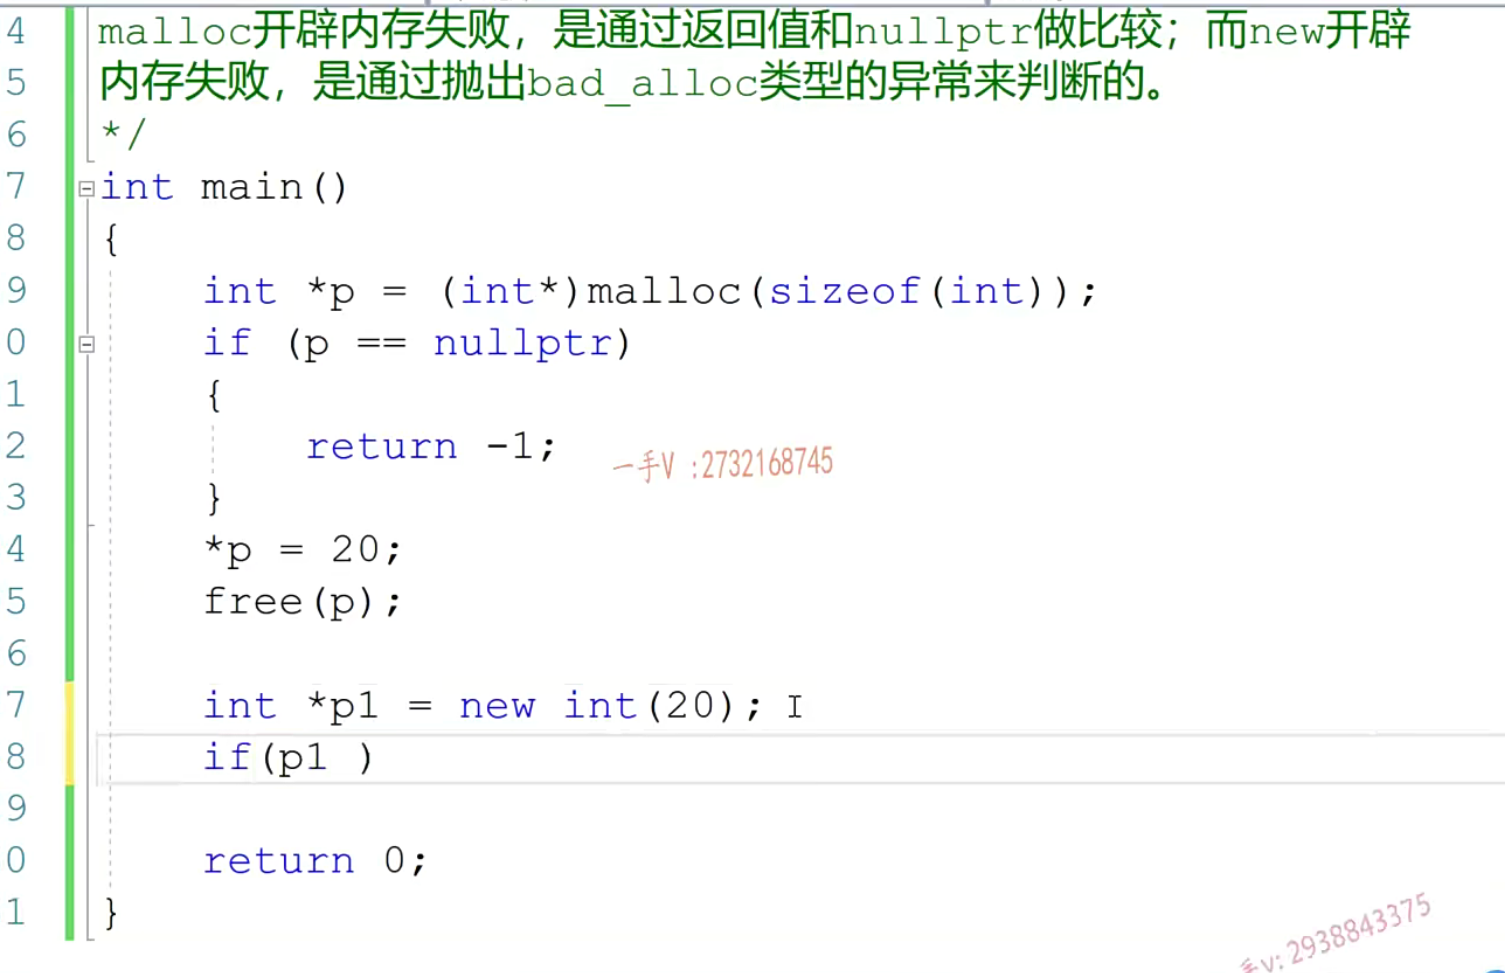 4 malloc开辟内存失败，是通过返回值和nullptr做比较；而new开辟
5 内存失败，是通过抛出bad_alloc类型的异常来判断的。
6 */
7 int main()
8 {
9 int *p = (int*)malloc(sizeof(int));
0 if (p == nullptr)
1 {
2 return -1;
一手V :2732168745
3 }
4 *p = 20;
5 free(p);
6
7 int *p1 = new int(20);
8 if(p1 )
9
0 return 0;
1 }
手v: 2938843375